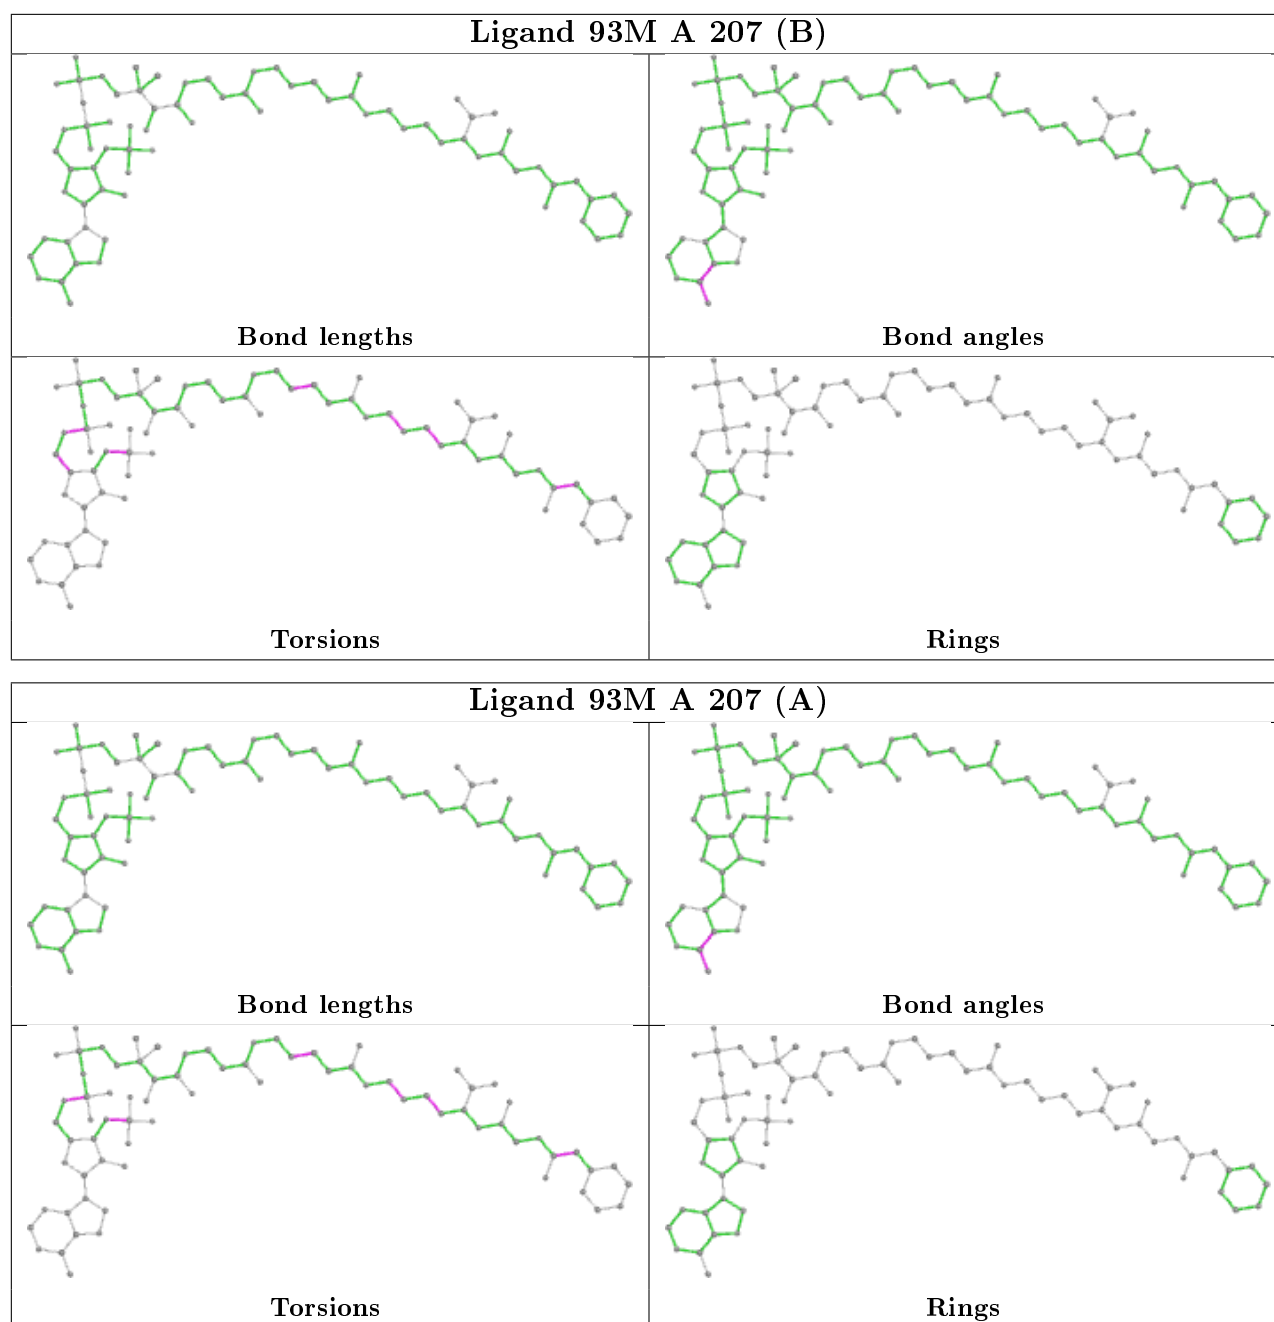 Ligand 93M A 207 (B)
Bond lengths
Bond angles
Torsions
Rings
Ligand 93M A 207 (A)
Bond lengths
Bond angles
Torsions
Rings